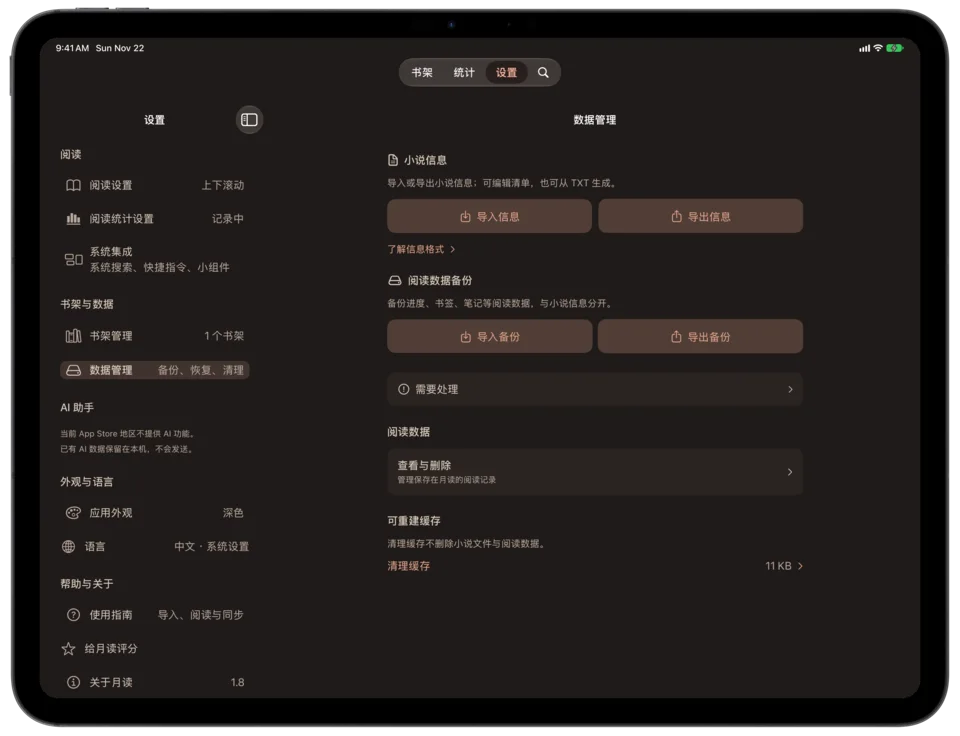 9:41 AM Sun Nov 22
书架 统计 设置
设置
阅读
阅读设置 上下滚动
阅读统计设置 记录中
系统集成
系统搜索、快捷指令、小组件
书架与数据
书架管理 1 个书架
数据管理 备份、恢复、清理
AI 助手
当前 App Store 地区不提供 AI 功能。
已有 AI 数据保留在本机，不会发送。
外观与语言
应用外观 深色
语言 中文 · 系统设置
帮助与关于
使用指南 导入、阅读与同步
给月读评分
关于月读 1.8
数据管理
小说信息
导入或导出小说信息；可编辑清单，也可从 TXT 生成。
导入信息 导出信息
了解信息格式
阅读数据备份
备份进度、书签、笔记等阅读数据，与小说信息分开。
导入备份 导出备份
需要处理
阅读数据
查看与删除
管理保存在月读的阅读记录
可重建缓存
清理缓存不删除小说文件与阅读数据。
清理缓存 11 KB